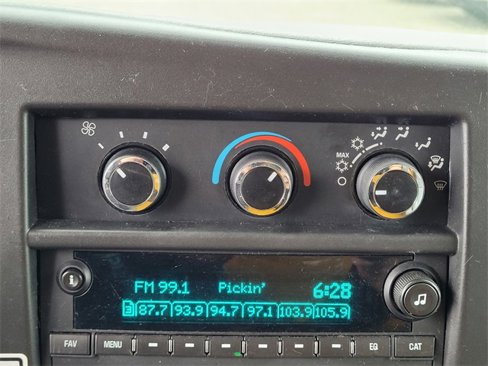 MAX
FM 99.1 Pickin' 6:28
87.7 93.9 94.7 97.1 103.9 105.9
FAV MENU EQ CAT